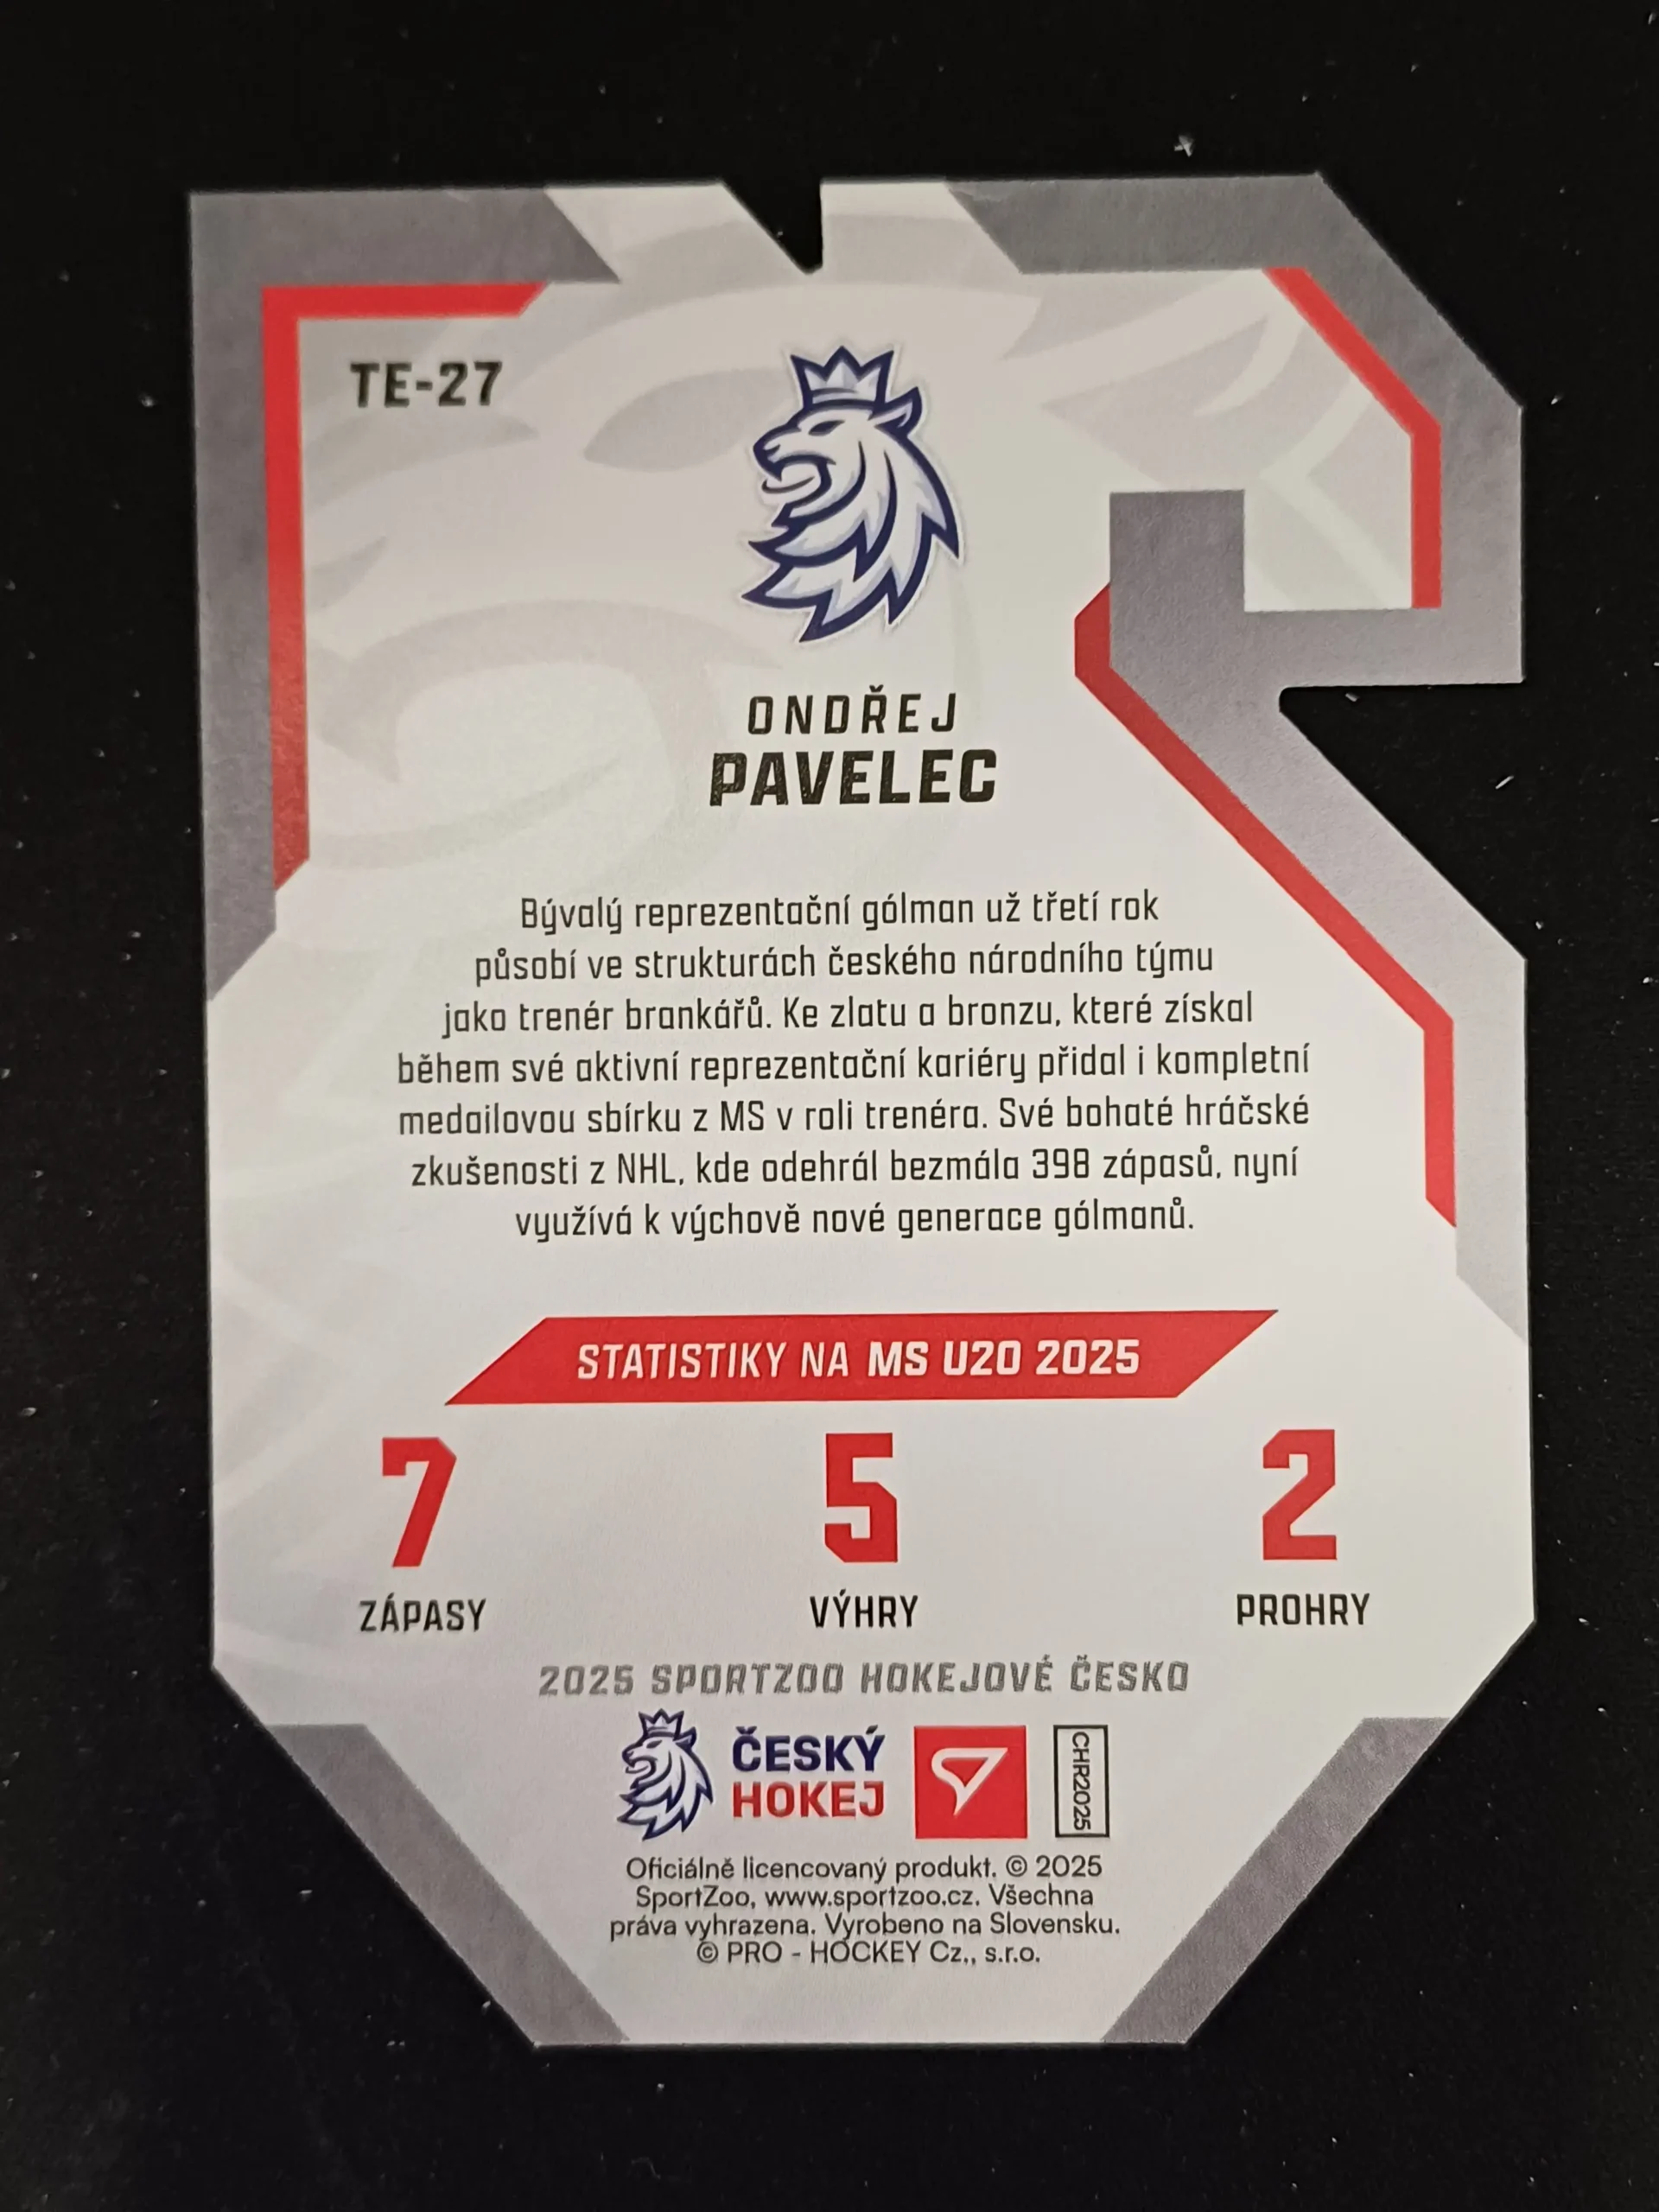 TE-27
ONDŘEJ
PAVELEC
Bývalý reprezentační gólman už třetí rok
působí ve strukturách českého národního týmu
jako trenér brankářů. Ke zlatu a bronzu, které získal
během své aktivní reprezentační kariéry přidal i kompletní
medailovou sbírku z MS v roli trenéra. Své bohaté hráčské
zkušenosti z NHL, kde odehrál bezmála 398 zápasů, nyní
využívá k výchově nové generace gólmanů.
STATISTIKY NA MS U20 2025
7 5 2
ZÁPASY VÝHRY PROHRY
2025 SPORTZOO HOKEJOVÉ ČESKO
ČESKÝ
HOKEJ
CHR2025
Oficiálně licencovaný produkt. © 2025
SportZoo, www.sportzoo.cz. Všechna
práva vyhrazena. Vyrobeno na Slovensku.
© PRO - HOCKEY Cz., s.r.o.